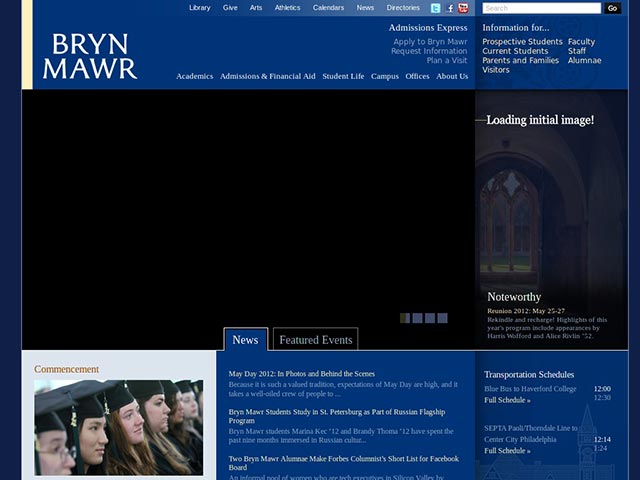 Library Give Arts Athletics Calendars News Directories
Search Go
BRYN
MAWR
Admissions Express
Apply to Bryn Mawr
Request Information
Plan a Visit
Information for...
Prospective Students Faculty
Current Students Staff
Parents and Families Alumnae
Visitors
Academics Admissions & Financial Aid Student Life Campus Offices About Us
Loading initial image!
Noteworthy
Reunion 2012: May 25-27
Rekindle and recharge! Highlights of this
year's program include appearances by
Harris Wofford and Alice Rivlin '52.
News Featured Events
Commencement
May Day 2012: In Photos and Behind the Scenes
Because it is such a valued tradition, expectations of May Day are high, and it
takes a well-oiled crew of people to ...
Bryn Mawr Students Study in St. Petersburg as Part of Russian Flagship
Program
Bryn Mawr students Marina Kec '12 and Brandy Thoma '12 have spent the
past nine months immersed in Russian cultur...
Two Bryn Mawr Alumnae Make Forbes Columnist's Short List for Facebook
Board
An informal pool of women who are tech executives in Silicon Valley by
Transportation Schedules
Blue Bus to Haverford College 12:00
Full Schedule » 12:30
SEPTA Paoli/Thorndale Line to
Center City Philadelphia 12:14
Full Schedule » 1:24